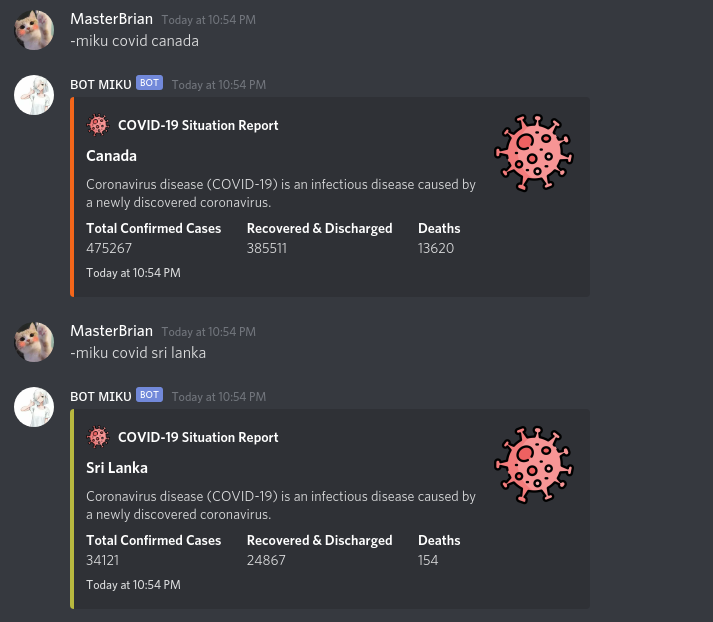 MasterBrian Today at 10:54 PM
-miku covid canada
BOT MIKU BOT Today at 10:54 PM
COVID-19 Situation Report
Canada
Coronavirus disease (COVID-19) is an infectious disease caused by
a newly discovered coronavirus.
Total Confirmed Cases Recovered & Discharged Deaths
475267 385511 13620
Today at 10:54 PM
MasterBrian Today at 10:54 PM
-miku covid sri lanka
BOT MIKU BOT Today at 10:54 PM
COVID-19 Situation Report
Sri Lanka
Coronavirus disease (COVID-19) is an infectious disease caused by
a newly discovered coronavirus.
Total Confirmed Cases Recovered & Discharged Deaths
34121 24867 154
Today at 10:54 PM